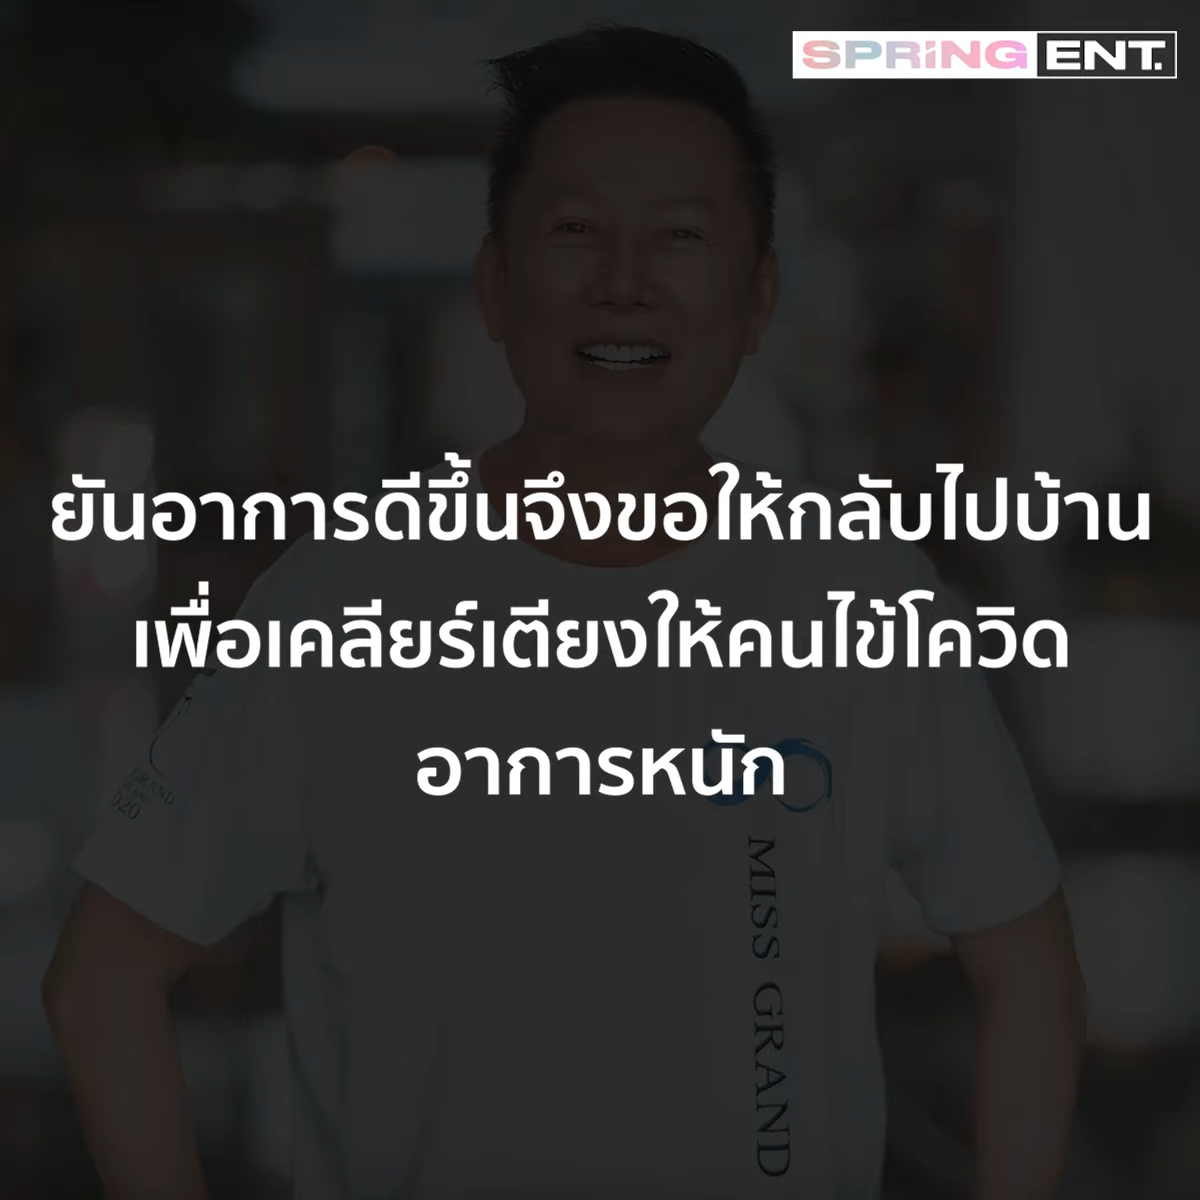 SPRiNG ENT.
ยันอาการดีขึ้นจึงขอให้กลับไปบ้าน
เพื่อเคลียร์เตียงให้คนไข้โควิด
อาการหนัก
GRAND
2020
MISS GRAND